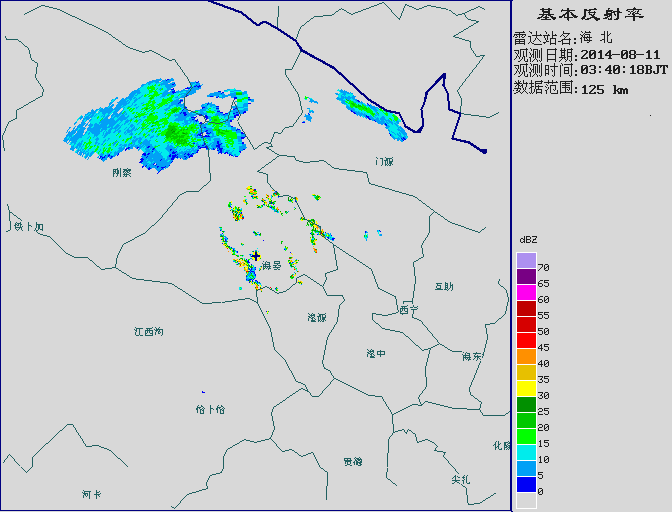 基本反射率
雷达站名:海 北
观测日期:2014-08-11
观测时间:03:40:18BJT
数据范围:125 km
门源
刚察
铁卜加
海晏
互助
西宁
湟源
江西沟
湟中
海东
恰卜恰
化隆
贵德
尖扎
河卡
dBZ
70
65
60
55
50
45
40
35
30
25
20
15
10
5
0